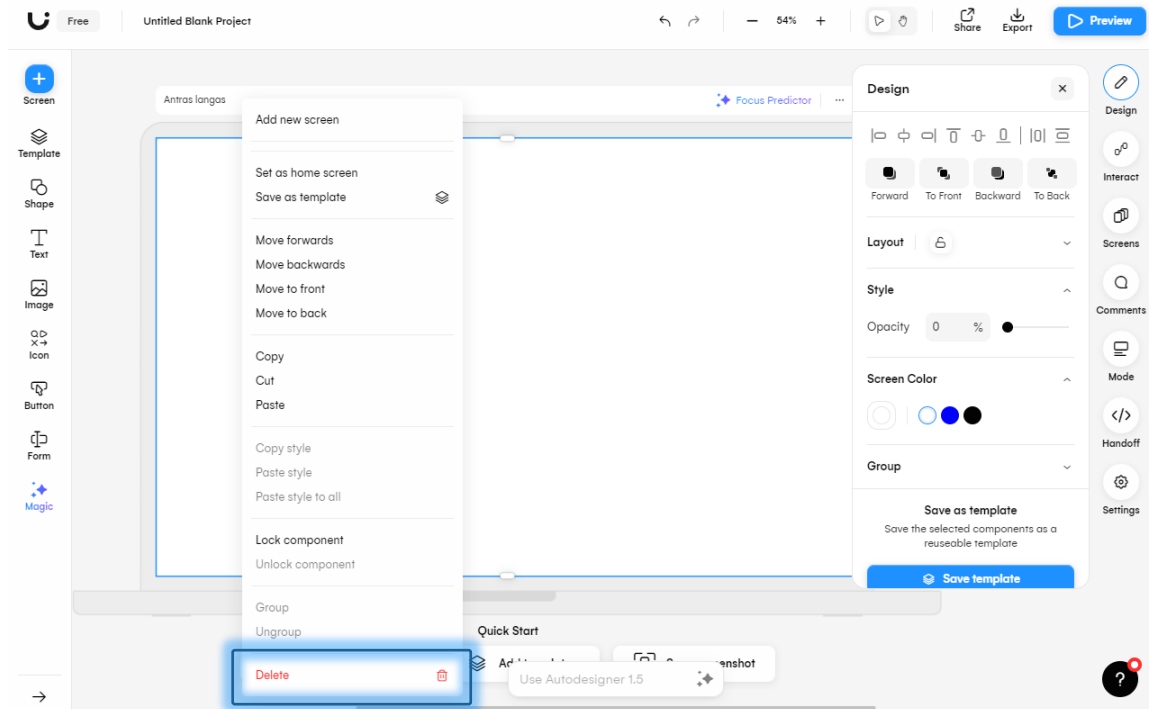 Free
Untitled Blank Project
54%
Share
Export
Preview
Screen
Template
Shape
Text
Image
Icon
Button
Form
Magic
Antras langas
Focus Predictor
Add new screen
Set as home screen
Save as template
Move forwards
Move backwards
Move to front
Move to back
Copy
Cut
Paste
Copy style
Paste style
Paste style to all
Lock component
Unlock component
Group
Ungroup
Delete
Quick Start
Use Autodesigner 1.5
Design
Forward To Front Backward To Back
Layout
Style
Opacity 0 %
Screen Color
Group
Save as template
Save the selected components as a
reuseable template
Save template
Design
Interact
Screens
Comments
Mode
Handoff
Settings
?